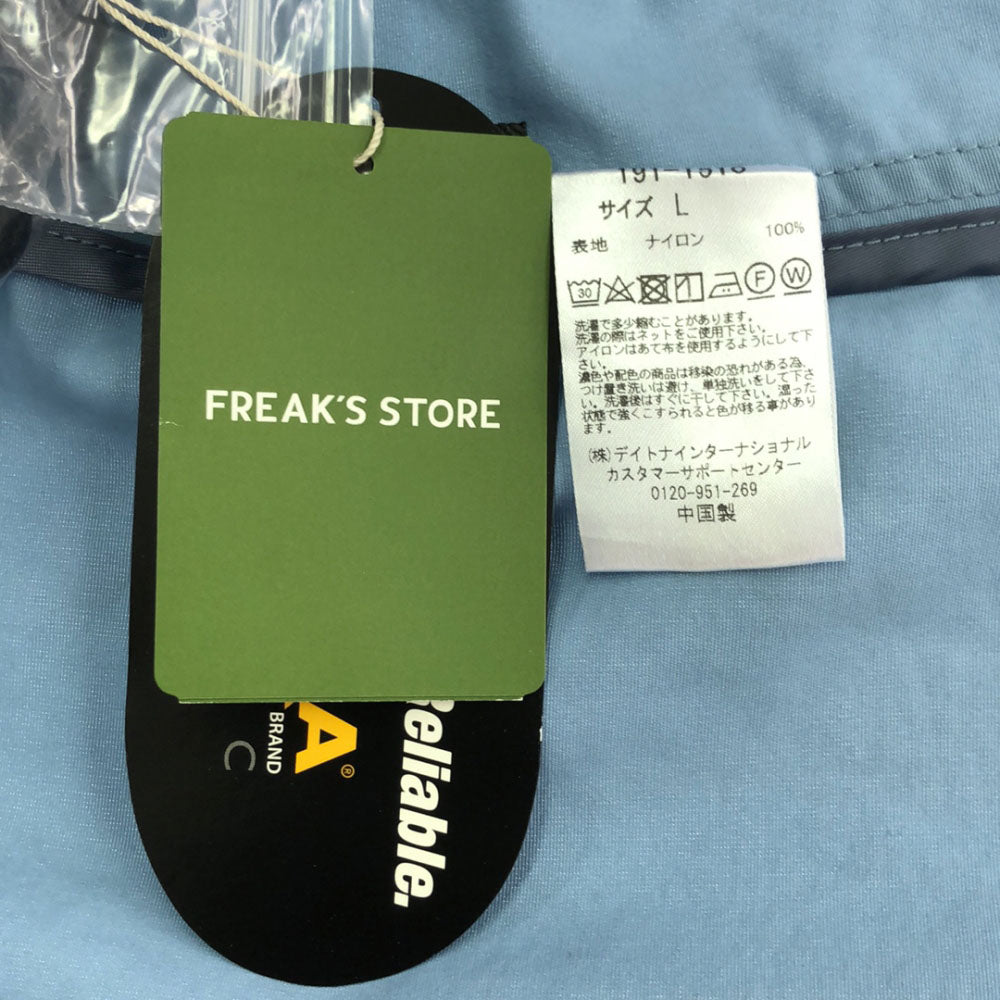 FREAK'S STORE
Reliable.
A®
BRAND
C
サイズ L
表地 ナイロン 100%
30 F W
洗濯で多少縮むことがあります。
洗濯の際はネットをご使用下さい。
アイロンはあて布を使用するようにして下
さい。
濃色や配色の商品は移染の恐れがある為、
つけ置き洗いは避け、単独洗いをして下さ
い。洗濯後はすぐに干して下さい。湿った
状態で強くこすられると色が移る事があり
ます。
(株)デイトナインターナショナル
カスタマーサポートセンター
0120-951-269
中国製